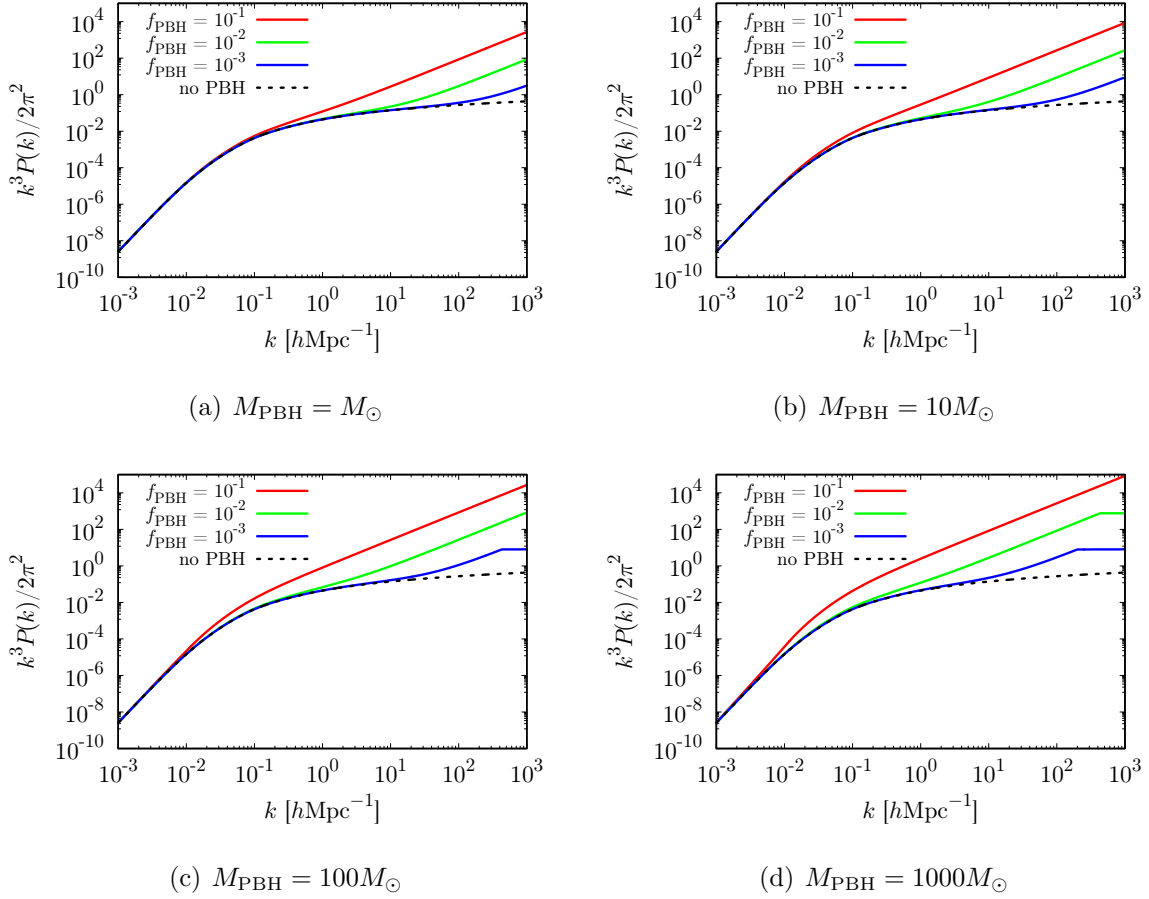 f_PBH = 10^-1
f_PBH = 10^-2
f_PBH = 10^-3
no PBH
k^3 P(k)/2π^2
10^4
10^2
10^0
10^-2
10^-4
10^-6
10^-8
10^-10
10^-3 10^-2 10^-1 10^0 10^1 10^2 10^3
k [hMpc^-1]
(a) M_PBH = M_⊙
f_PBH = 10^-1
f_PBH = 10^-2
f_PBH = 10^-3
no PBH
k^3 P(k)/2π^2
10^4
10^2
10^0
10^-2
10^-4
10^-6
10^-8
10^-10
10^-3 10^-2 10^-1 10^0 10^1 10^2 10^3
k [hMpc^-1]
(b) M_PBH = 10M_⊙
f_PBH = 10^-1
f_PBH = 10^-2
f_PBH = 10^-3
no PBH
k^3 P(k)/2π^2
10^4
10^2
10^0
10^-2
10^-4
10^-6
10^-8
10^-10
10^-3 10^-2 10^-1 10^0 10^1 10^2 10^3
k [hMpc^-1]
(c) M_PBH = 100M_⊙
f_PBH = 10^-1
f_PBH = 10^-2
f_PBH = 10^-3
no PBH
k^3 P(k)/2π^2
10^4
10^2
10^0
10^-2
10^-4
10^-6
10^-8
10^-10
10^-3 10^-2 10^-1 10^0 10^1 10^2 10^3
k [hMpc^-1]
(d) M_PBH = 1000M_⊙